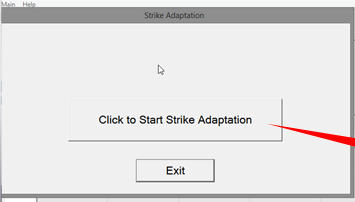 Main Help
Strike Adaptation
Click to Start Strike Adaptation
Exit